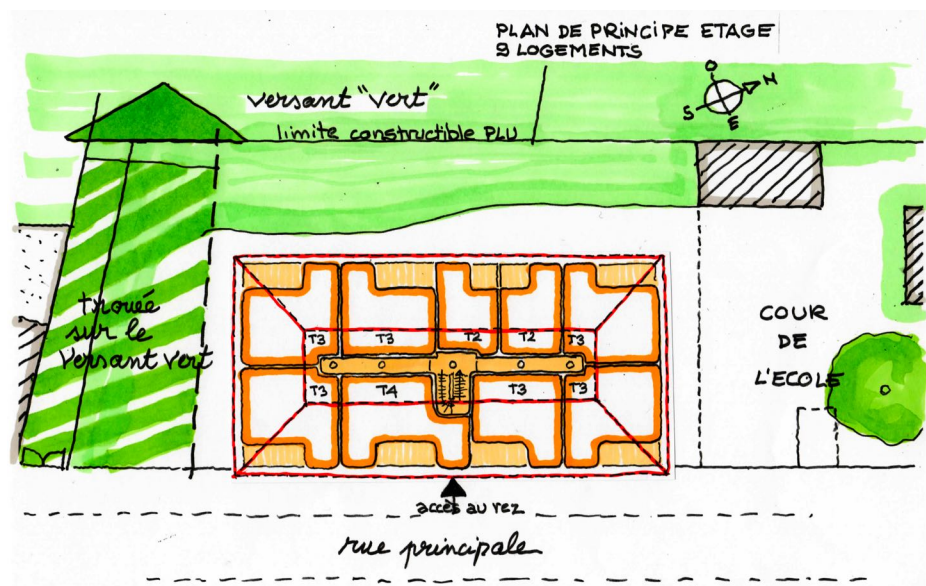 PLAN DE PRINCIPE ETAGE
9 LOGEMENTS
versant "vert"
limite constructible PLU
O
N
S
E
trouée
sur le
versant vert
T3
T3
T2
T2
T3
T3
T4
T3
T3
COUR
DE
L'ECOLE
accès au rez
rue principale